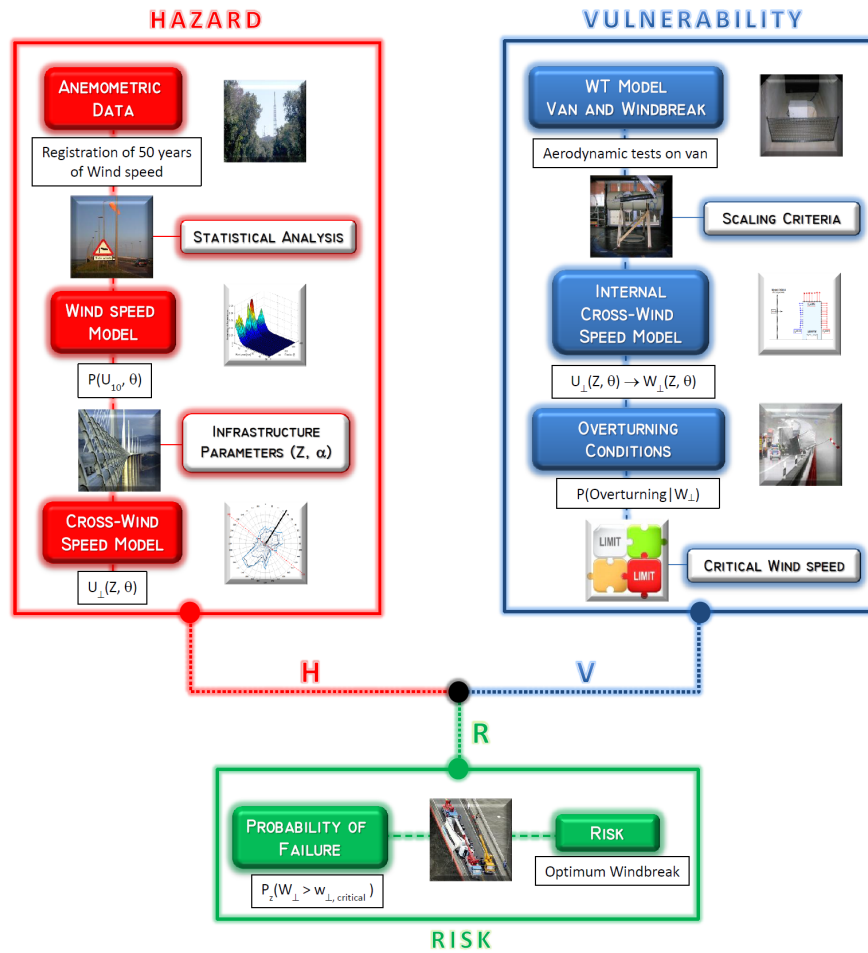 HAZARD
ANEMOMETRIC
DATA
Registration of 50 years
of Wind speed
STATISTICAL ANALYSIS
WIND SPEED
MODEL
P(U10, θ)
INFRASTRUCTURE
PARAMETERS (Z, α)
CROSS-WIND
SPEED MODEL
U⊥(Z, θ)
VULNERABILITY
WT MODEL
VAN AND WINDBREAK
Aerodynamic tests on van
SCALING CRITERIA
INTERNAL
CROSS-WIND
SPEED MODEL
U⊥(Z, θ) → W⊥(Z, θ)
OVERTURNING
CONDITIONS
P(Overturning|W⊥)
LIMIT
LIMIT
CRITICAL WIND SPEED
H
V
R
PROBABILITY OF
FAILURE
Pz(W⊥ > w⊥, critical )
RISK
Optimum Windbreak
RISK